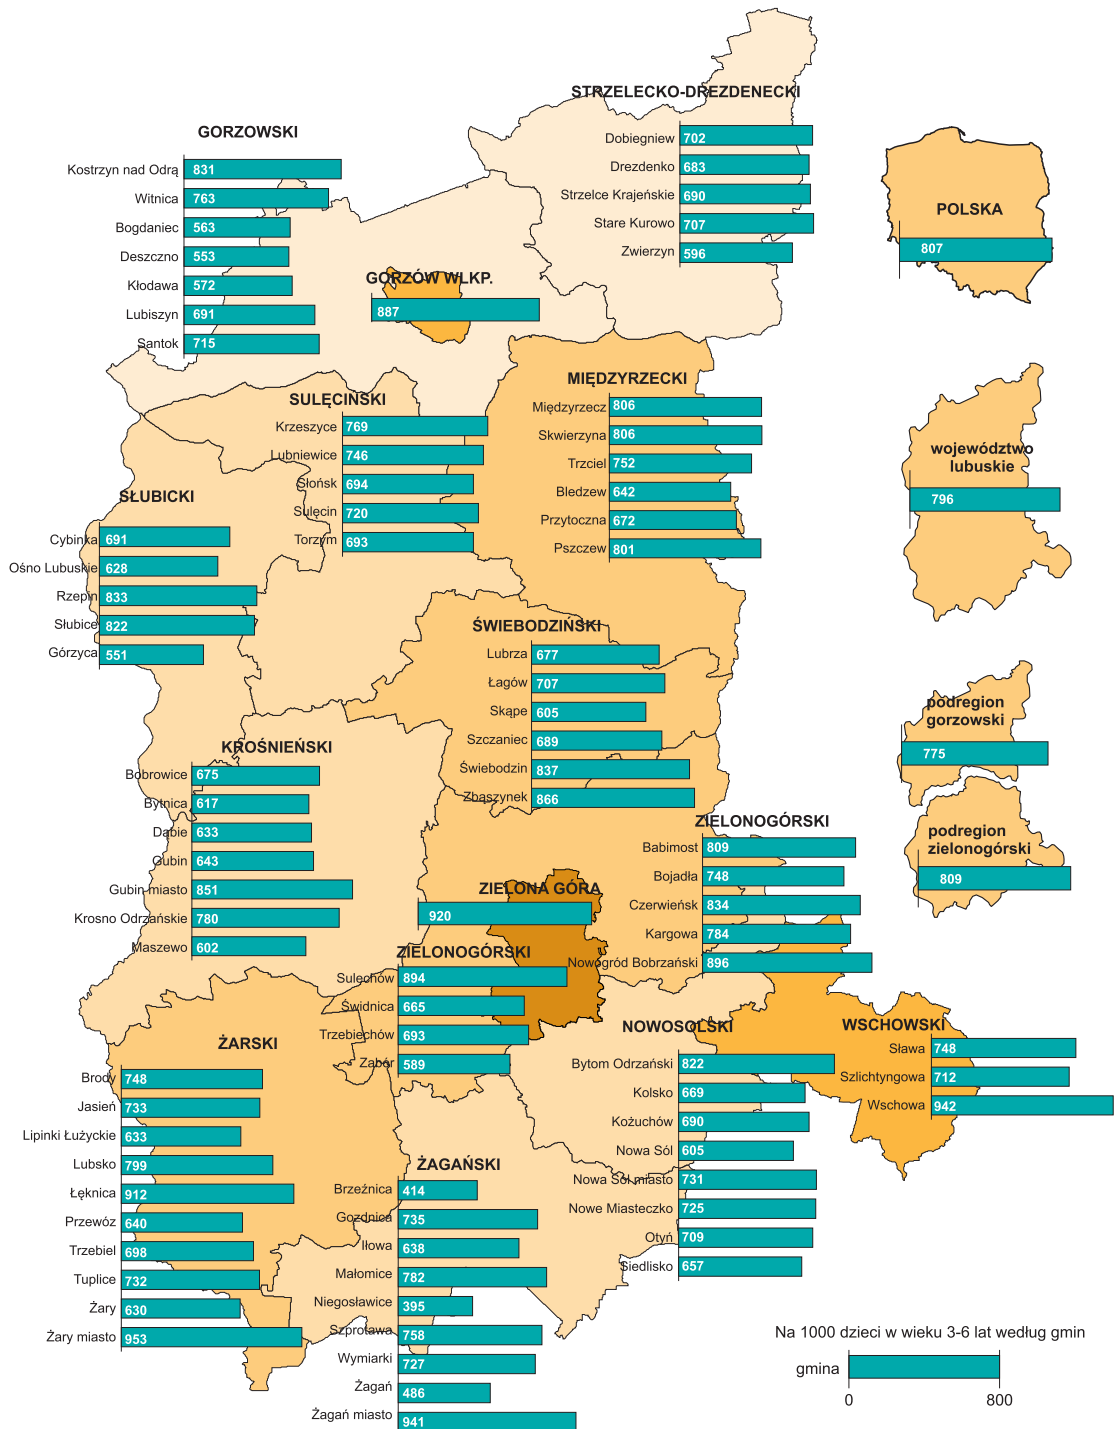 STRZELECKO-DREZDENECKI
Dobiegniew 702
Drezdenko 683
Strzelce Krajeńskie 690
Stare Kurowo 707
Zwierzyn 596
GORZOWSKI
Kostrzyn nad Odrą 831
Witnica 763
Bogdaniec 563
Deszczno 553
Kłodawa 572
Lubiszyn 691
Santok 715
GORZÓW WLKP.
887
POLSKA
807
MIĘDZYRZECKI
Międzyrzecz 806
Skwierzyna 806
Trzciel 752
Bledzew 642
Przytoczna 672
Pszczew 801
SULĘCIŃSKI
Krzeszyce 769
Lubniewice 746
Słońsk 694
Sulęcin 720
Torzym 693
województwo
lubuskie
796
SŁUBICKI
Cybinka 691
Ośno Lubuskie 628
Rzepin 833
Słubice 822
Górzyca 551
ŚWIEBODZIŃSKI
Lubrza 677
Łagów 707
Skąpe 605
Szczaniec 689
Świebodzin 837
Zbąszynek 866
podregion
gorzowski
775
KROŚNIEŃSKI
Bobrowice 675
Bytnica 617
Dąbie 633
Gubin 643
Gubin miasto 851
Krosno Odrzańskie 780
Maszewo 602
ZIELONOGÓRSKI
Babimost 809
Bojadła 748
Czerwieńsk 834
Kargowa 784
Nowogród Bobrzański 896
podregion
zielonogórski
809
ZIELONA GÓRA
920
ZIELONOGÓRSKI
Sulechów 894
Świdnica 665
Trzebiechów 693
Zabór 589
NOWOSOLSKI
Bytom Odrzański 822
Kolsko 669
Kożuchów 690
Nowa Sól 605
Nowa Sól miasto 731
Nowe Miasteczko 725
Otyń 709
Siedlisko 657
WSCHOWSKI
Sława 748
Szlichtyngowa 712
Wschowa 942
ŻARSKI
Brody 748
Jasień 733
Lipinki Łużyckie 633
Lubsko 799
Łęknica 912
Przewóz 640
Trzebiel 698
Tuplice 732
Żary 630
Żary miasto 953
ŻAGAŃSKI
Brzeźnica 414
Gozdnica 735
Iłowa 638
Małomice 782
Niegosławice 395
Szprotawa 758
Wymiarki 727
Żagań 486
Żagań miasto 941
Na 1000 dzieci w wieku 3-6 lat według gmin
gmina
0 800